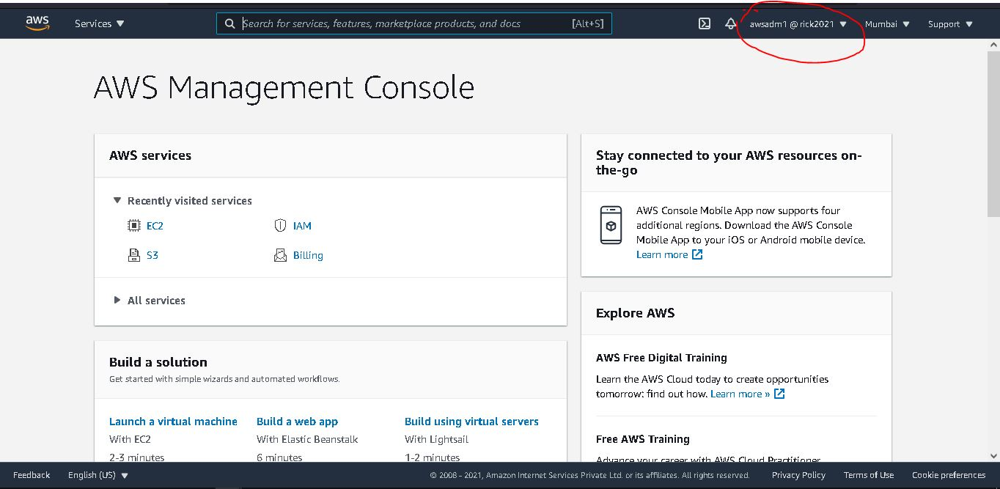 aws
Services
Search for services, features, marketplace products, and docs
[Alt+S]
awsadm1 @ rick2021
Mumbai
Support
AWS Management Console
AWS services
Recently visited services
EC2
IAM
S3
Billing
All services
Build a solution
Get started with simple wizards and automated workflows.
Launch a virtual machine
With EC2
2-3 minutes
Build a web app
With Elastic Beanstalk
6 minutes
Build using virtual servers
With Lightsail
1-2 minutes
Stay connected to your AWS resources on-
the-go
AWS Console Mobile App now supports four
additional regions. Download the AWS Console
Mobile App to your iOS or Android mobile device.
Learn more
Explore AWS
AWS Free Digital Training
Learn the AWS Cloud today to create opportunities
tomorrow: find out how. Learn more »
Free AWS Training
Advance your career with AWS Cloud Practitioner
Feedback
English (US)
© 2008 - 2021, Amazon Internet Services Private Ltd. or its affiliates. All rights reserved.
Privacy Policy
Terms of Use
Cookie preferences